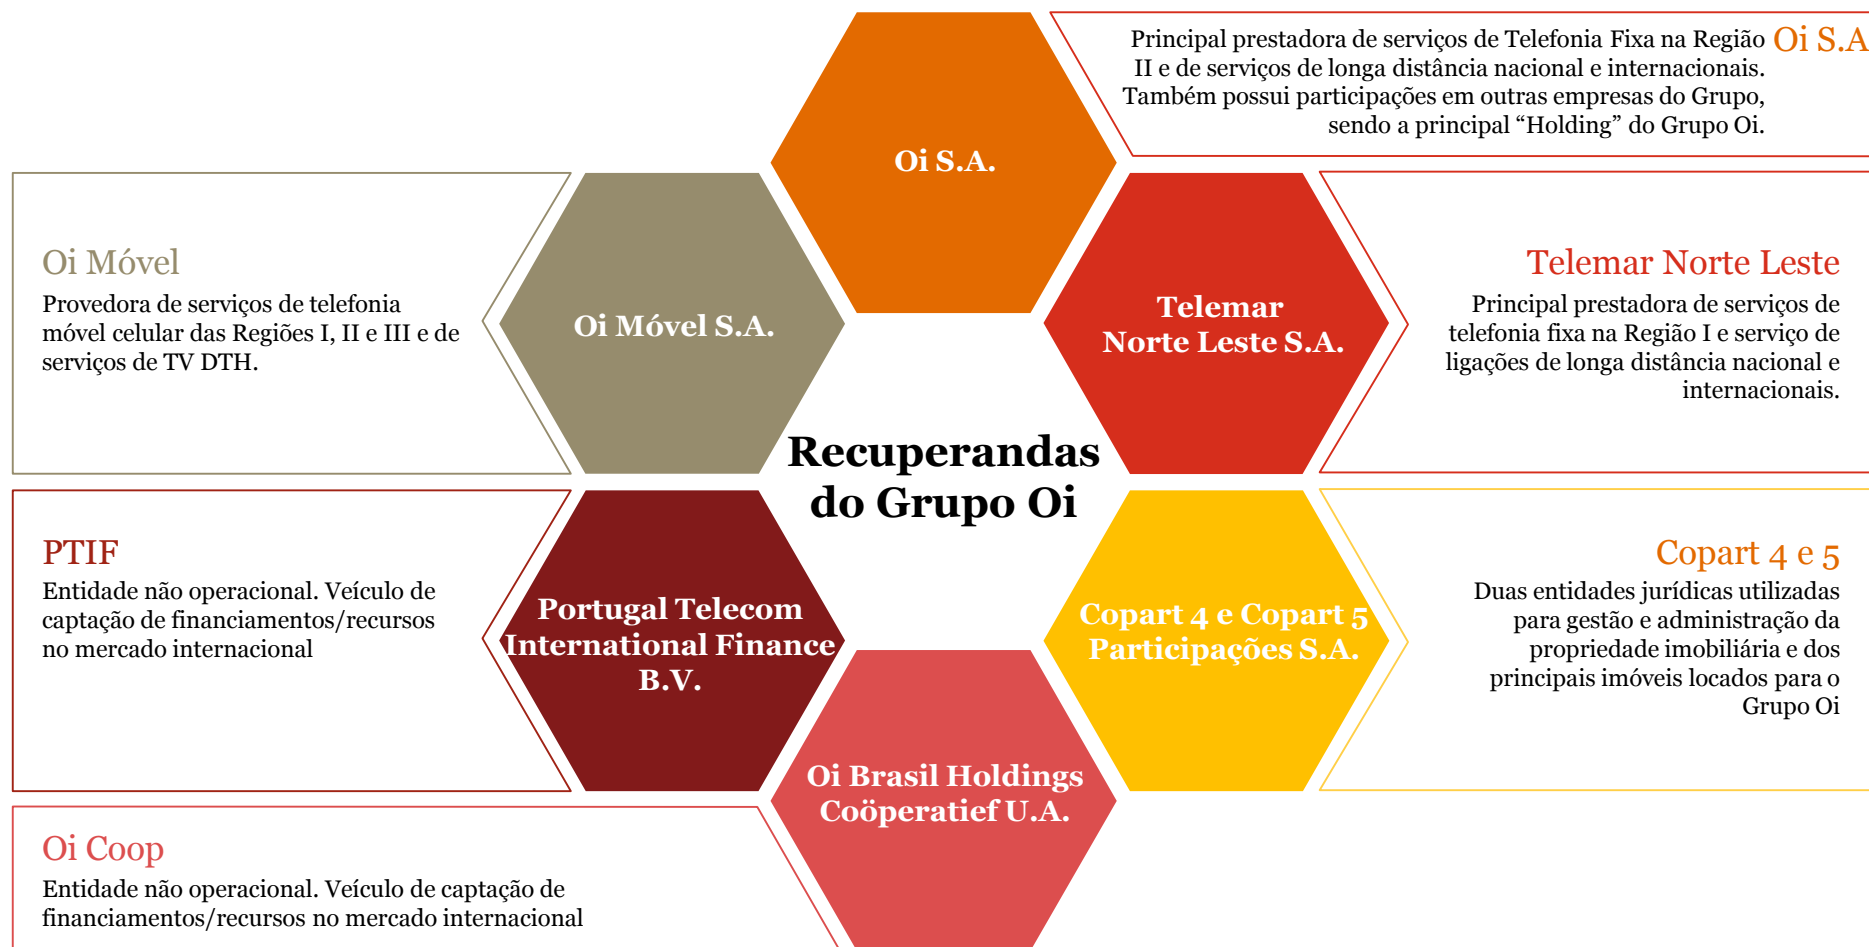 Principal prestadora de serviços de Telefonia Fixa na Região
II e de serviços de longa distância nacional e internacionais.
Também possui participações em outras empresas do Grupo,
sendo a principal “Holding” do Grupo Oi.
Oi S.A
Oi S.A.
Oi Móvel
Provedora de serviços de telefonia
móvel celular das Regiões I, II e III e de
serviços de TV DTH.
Oi Móvel S.A.
Telemar
Norte Leste S.A.
Telemar Norte Leste
Principal prestadora de serviços de
telefonia fixa na Região I e serviço de
ligações de longa distância nacional e
internacionais.
Recuperandas
do Grupo Oi
PTIF
Entidade não operacional. Veículo de
captação de financiamentos/recursos
no mercado internacional
Portugal Telecom
International Finance
B.V.
Copart 4 e Copart 5
Participações S.A.
Copart 4 e 5
Duas entidades jurídicas utilizadas
para gestão e administração da
propriedade imobiliária e dos
principais imóveis locados para o
Grupo Oi
Oi Brasil Holdings
Coöperatief U.A.
Oi Coop
Entidade não operacional. Veículo de captação de
financiamentos/recursos no mercado internacional